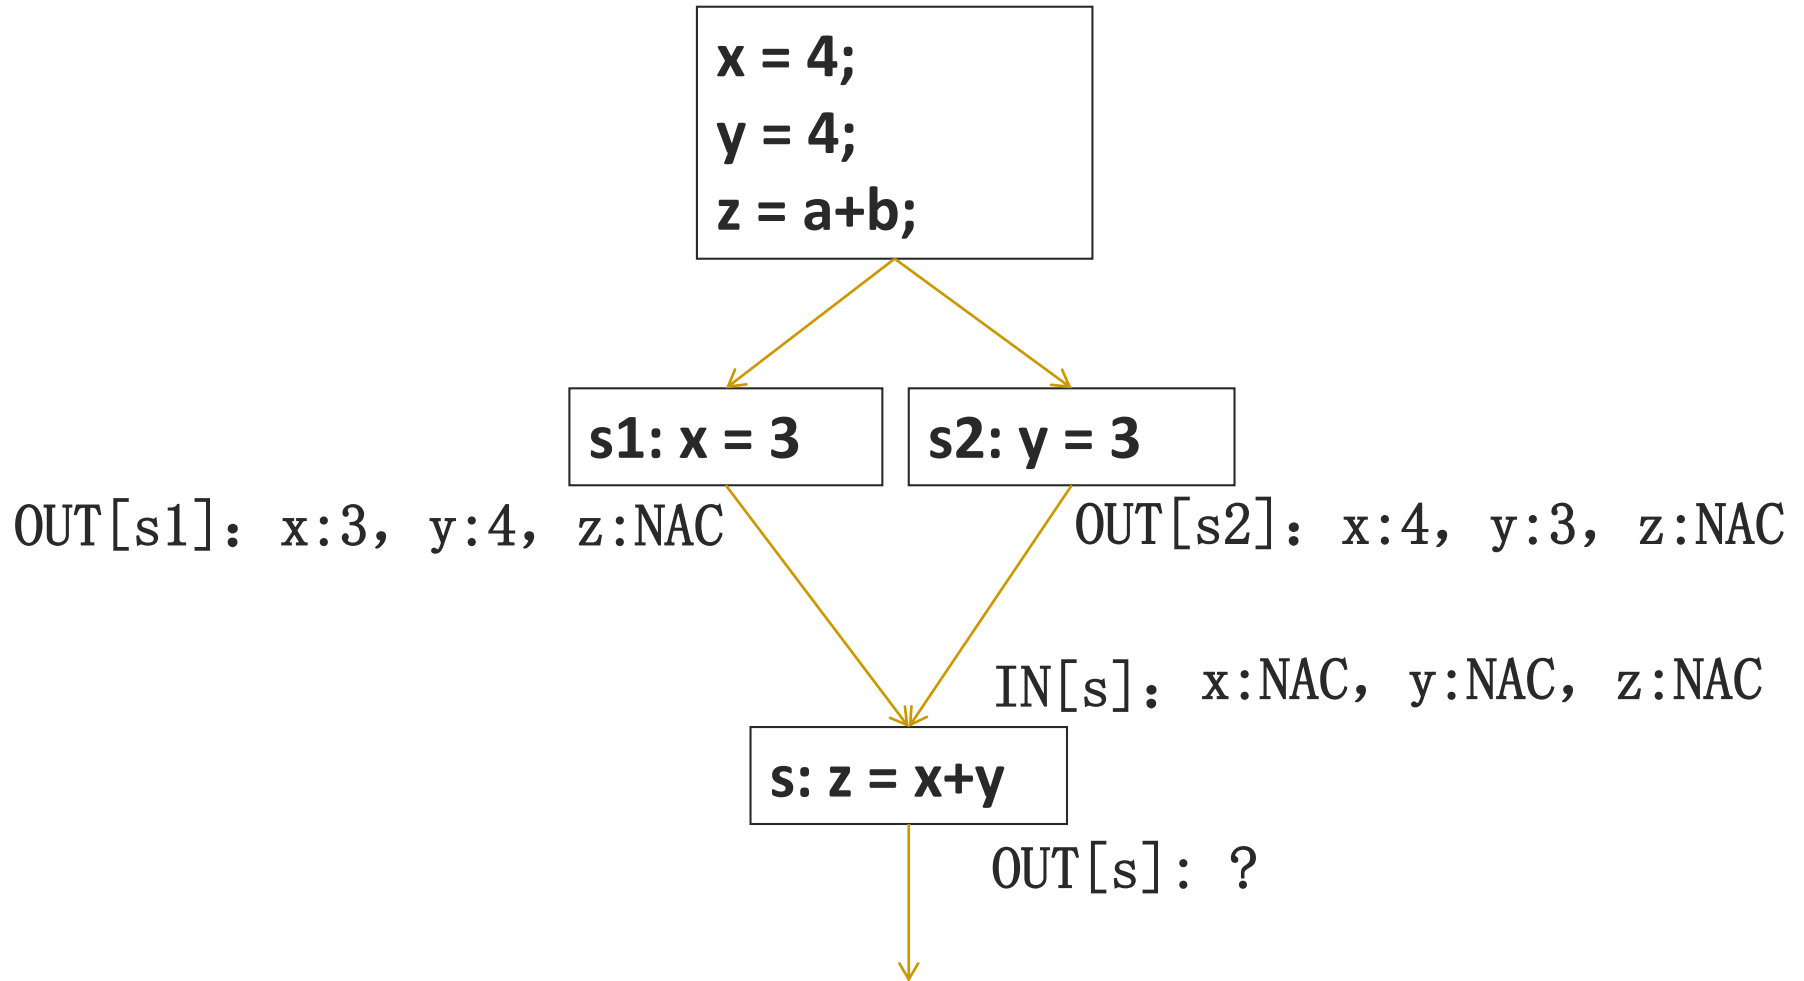 x = 4;
y = 4;
z = a+b;
s1: x = 3
s2: y = 3
OUT[s1]: x:3, y:4, z:NAC
OUT[s2]: x:4, y:3, z:NAC
IN[s]: x:NAC, y:NAC, z:NAC
s: z = x+y
OUT[s]: ?